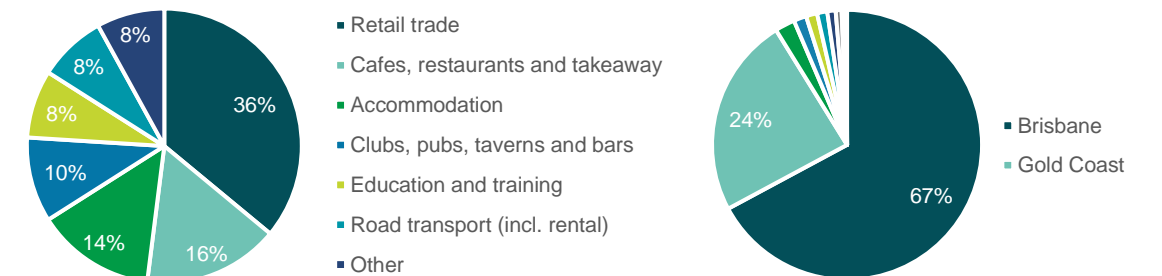 8%
8%
8%
10%
14%
16%
36%
Retail trade
Cafes, restaurants and takeaway
Accommodation
Clubs, pubs, taverns and bars
Education and training
Road transport (incl. rental)
Other
24%
67%
Brisbane
Gold Coast